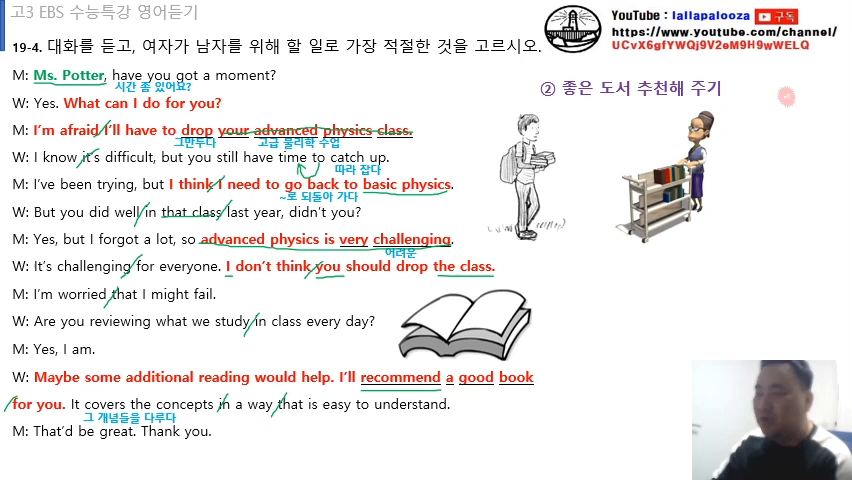 고3 EBS 수능특강 영어듣기
YouTube : lallapalooza 구독
https://www.youtube.com/channel/
UCvX6gfYWQj9V2eM9H9wWELQ
19-4. 대화를 듣고, 여자가 남자를 위해 할 일로 가장 적절한 것을 고르시오.
M: Ms. Potter, have you got a moment?
시간 좀 있어요?
② 좋은 도서 추천해 주기
W: Yes. What can I do for you?
M: I'm afraid I'll have to drop your advanced physics class.
그만두다 고급 물리학 수업
W: I know it's difficult, but you still have time to catch up.
따라 잡다
M: I've been trying, but I think I need to go back to basic physics.
~로 되돌아 가다
W: But you did well in that class last year, didn't you?
M: Yes, but I forgot a lot, so advanced physics is very challenging.
어려운
W: It's challenging for everyone. I don't think you should drop the class.
M: I'm worried that I might fail.
W: Are you reviewing what we study in class every day?
M: Yes, I am.
W: Maybe some additional reading would help. I'll recommend a good book
for you. It covers the concepts in a way that is easy to understand.
그 개념들을 다루다
M: That'd be great. Thank you.